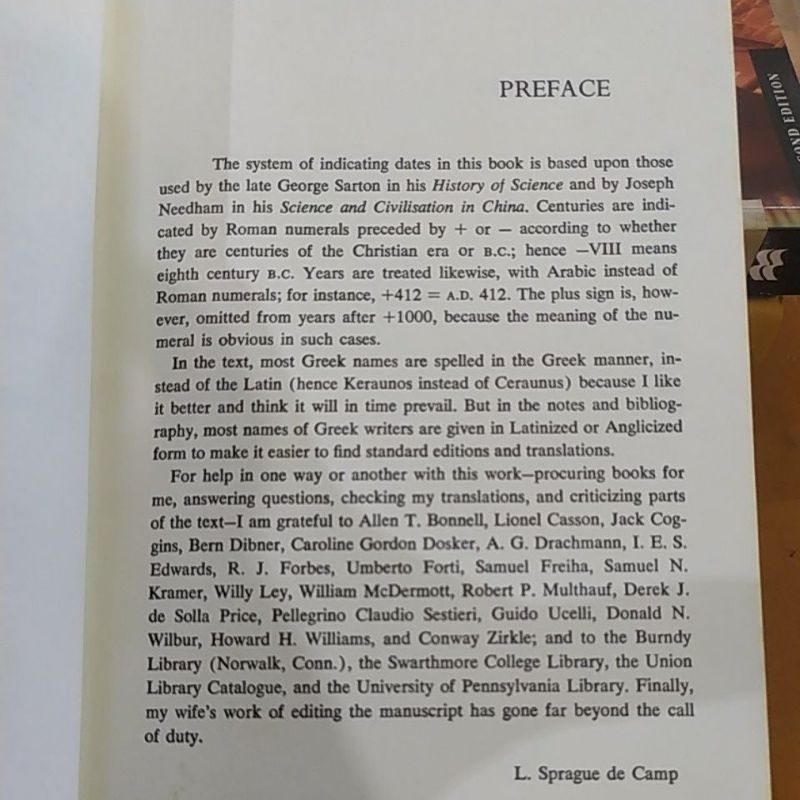 PREFACE
The system of indicating dates in this book is based upon those
used by the late George Sarton in his History of Science and by Joseph
Needham in his Science and Civilisation in China. Centuries are indi-
cated by Roman numerals preceded by + or — according to whether
they are centuries of the Christian era or B.C.; hence —VIII means
eighth century B.C. Years are treated likewise, with Arabic instead of
Roman numerals; for instance, +412 = A.D. 412. The plus sign is, how-
ever, omitted from years after +1000, because the meaning of the nu-
meral is obvious in such cases.
In the text, most Greek names are spelled in the Greek manner, in-
stead of the Latin (hence Keraunos instead of Ceraunus) because I like
it better and think it will in time prevail. But in the notes and bibliog-
raphy, most names of Greek writers are given in Latinized or Anglicized
form to make it easier to find standard editions and translations.
For help in one way or another with this work—procuring books for
me, answering questions, checking my translations, and criticizing parts
of the text—I am grateful to Allen T. Bonnell, Lionel Casson, Jack Cog-
gins, Bern Dibner, Caroline Gordon Dosker, A. G. Drachmann, I. E. S.
Edwards, R. J. Forbes, Umberto Forti, Samuel Freiha, Samuel N.
Kramer, Willy Ley, William McDermott, Robert P. Multhauf, Derek J.
de Solla Price, Pellegrino Claudio Sestieri, Guido Ucelli, Donald N.
Wilbur, Howard H. Williams, and Conway Zirkle; and to the Burndy
Library (Norwalk, Conn.), the Swarthmore College Library, the Union
Library Catalogue, and the University of Pennsylvania Library. Finally,
my wife's work of editing the manuscript has gone far beyond the call
of duty.
L. Sprague de Camp
EDITION